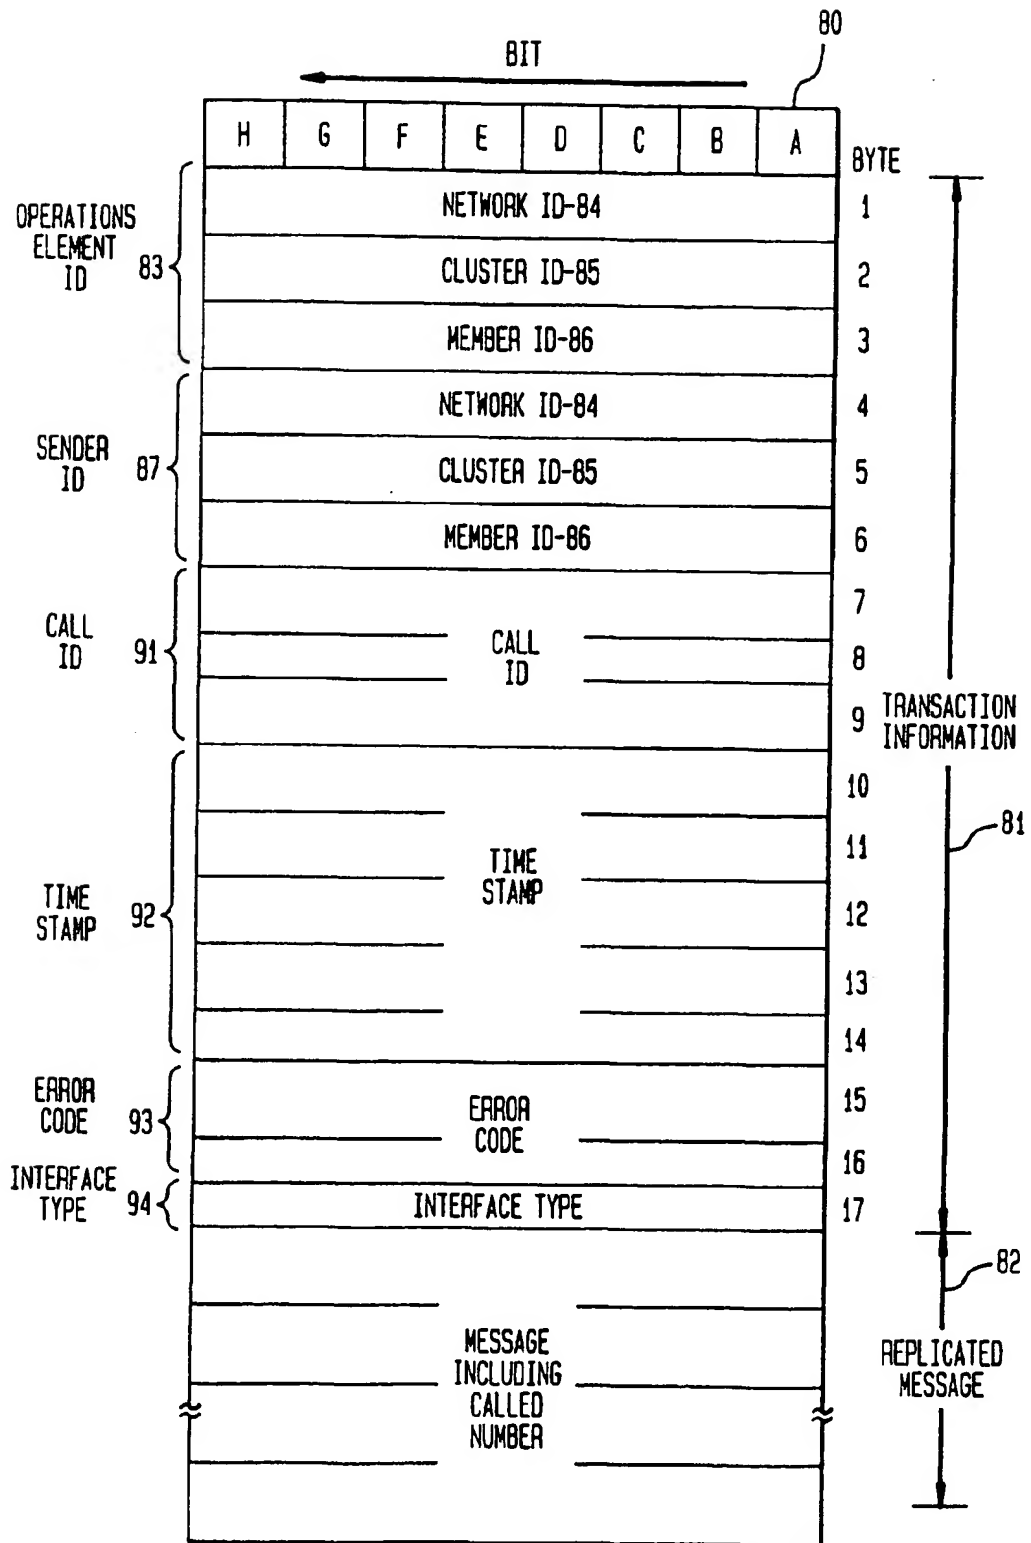 80
BIT
H G F E D C B A BYTE
OPERATIONS
ELEMENT
ID
83
NETWORK ID-84 1
CLUSTER ID-85 2
MEMBER ID-86 3
SENDER
ID
87
NETWORK ID-84 4
CLUSTER ID-85 5
MEMBER ID-86 6
CALL
ID
91
CALL
ID
7
8
9
TRANSACTION
INFORMATION
81
TIME
STAMP
92
TIME
STAMP
10
11
12
13
14
ERROR
CODE
93
ERROR
CODE
15
16
INTERFACE
TYPE
94
INTERFACE TYPE 17
82
MESSAGE
INCLUDING
CALLED
NUMBER
REPLICATED
MESSAGE